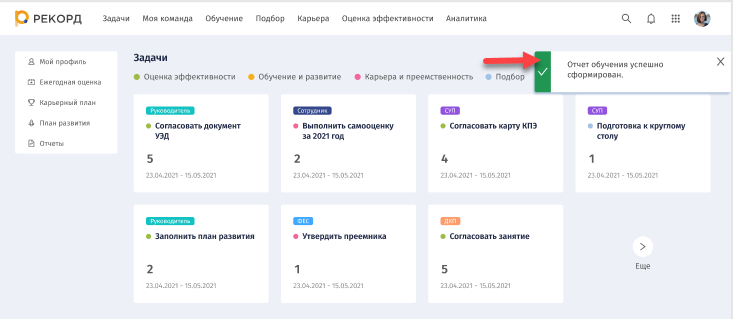 РЕКОРД
Задачи
Моя команда
Обучение
Подбор
Карьера
Оценка эффективности
Аналитика
Мой профиль
Ежегодная оценка
Карьерный план
План развития
Отчеты
Задачи
Оценка эффективности
Обучение и развитие
Карьера и преемственность
Подбор
Отчет обучения успешно
сформирован.
Руководитель
Согласовать документ
УЭД
5
23.04.2021 - 15.05.2021
Сотрудник
Выполнить самооценку
за 2021 год
2
23.04.2021 - 15.05.2021
СУП
Согласовать карту КПЭ
4
23.04.2021 - 15.05.2021
СУП
Подготовка к круглому
столу
1
23.04.2021 - 15.05.2021
Руководитель
Заполнить план развития
2
23.04.2021 - 15.05.2021
ФЕС
Утвердить преемника
1
23.04.2021 - 15.05.2021
ДКП
Согласовать занятие
5
23.04.2021 - 15.05.2021
Еще